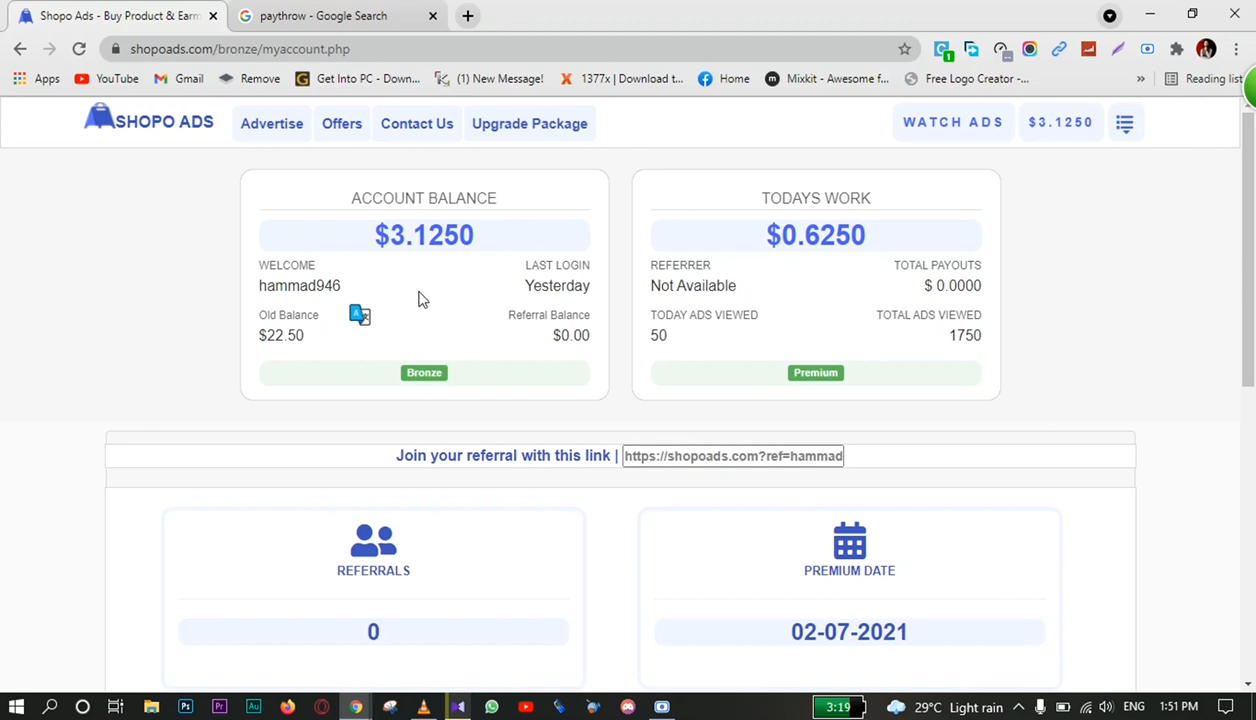 Shopo Ads - Buy Product & Earn
paythrow - Google Search
shopoads.com/bronze/myaccount.php
Apps YouTube Gmail Remove Get Into PC - Down... (1) New Message! 1377x | Download t... Home Mixkit - Awesome f... Free Logo Creator -... » Reading list
SHOPO ADS Advertise Offers Contact Us Upgrade Package WATCH ADS $3.1250
ACCOUNT BALANCE
$3.1250
WELCOME LAST LOGIN
hammad946 Yesterday
Old Balance Referral Balance
$22.50 $0.00
Bronze
TODAYS WORK
$0.6250
REFERRER TOTAL PAYOUTS
Not Available $ 0.0000
TODAY ADS VIEWED TOTAL ADS VIEWED
50 1750
Premium
Join your referral with this link | https://shopoads.com?ref=hammad
REFERRALS
0
PREMIUM DATE
02-07-2021
3:19 29°C Light rain ENG 1:51 PM